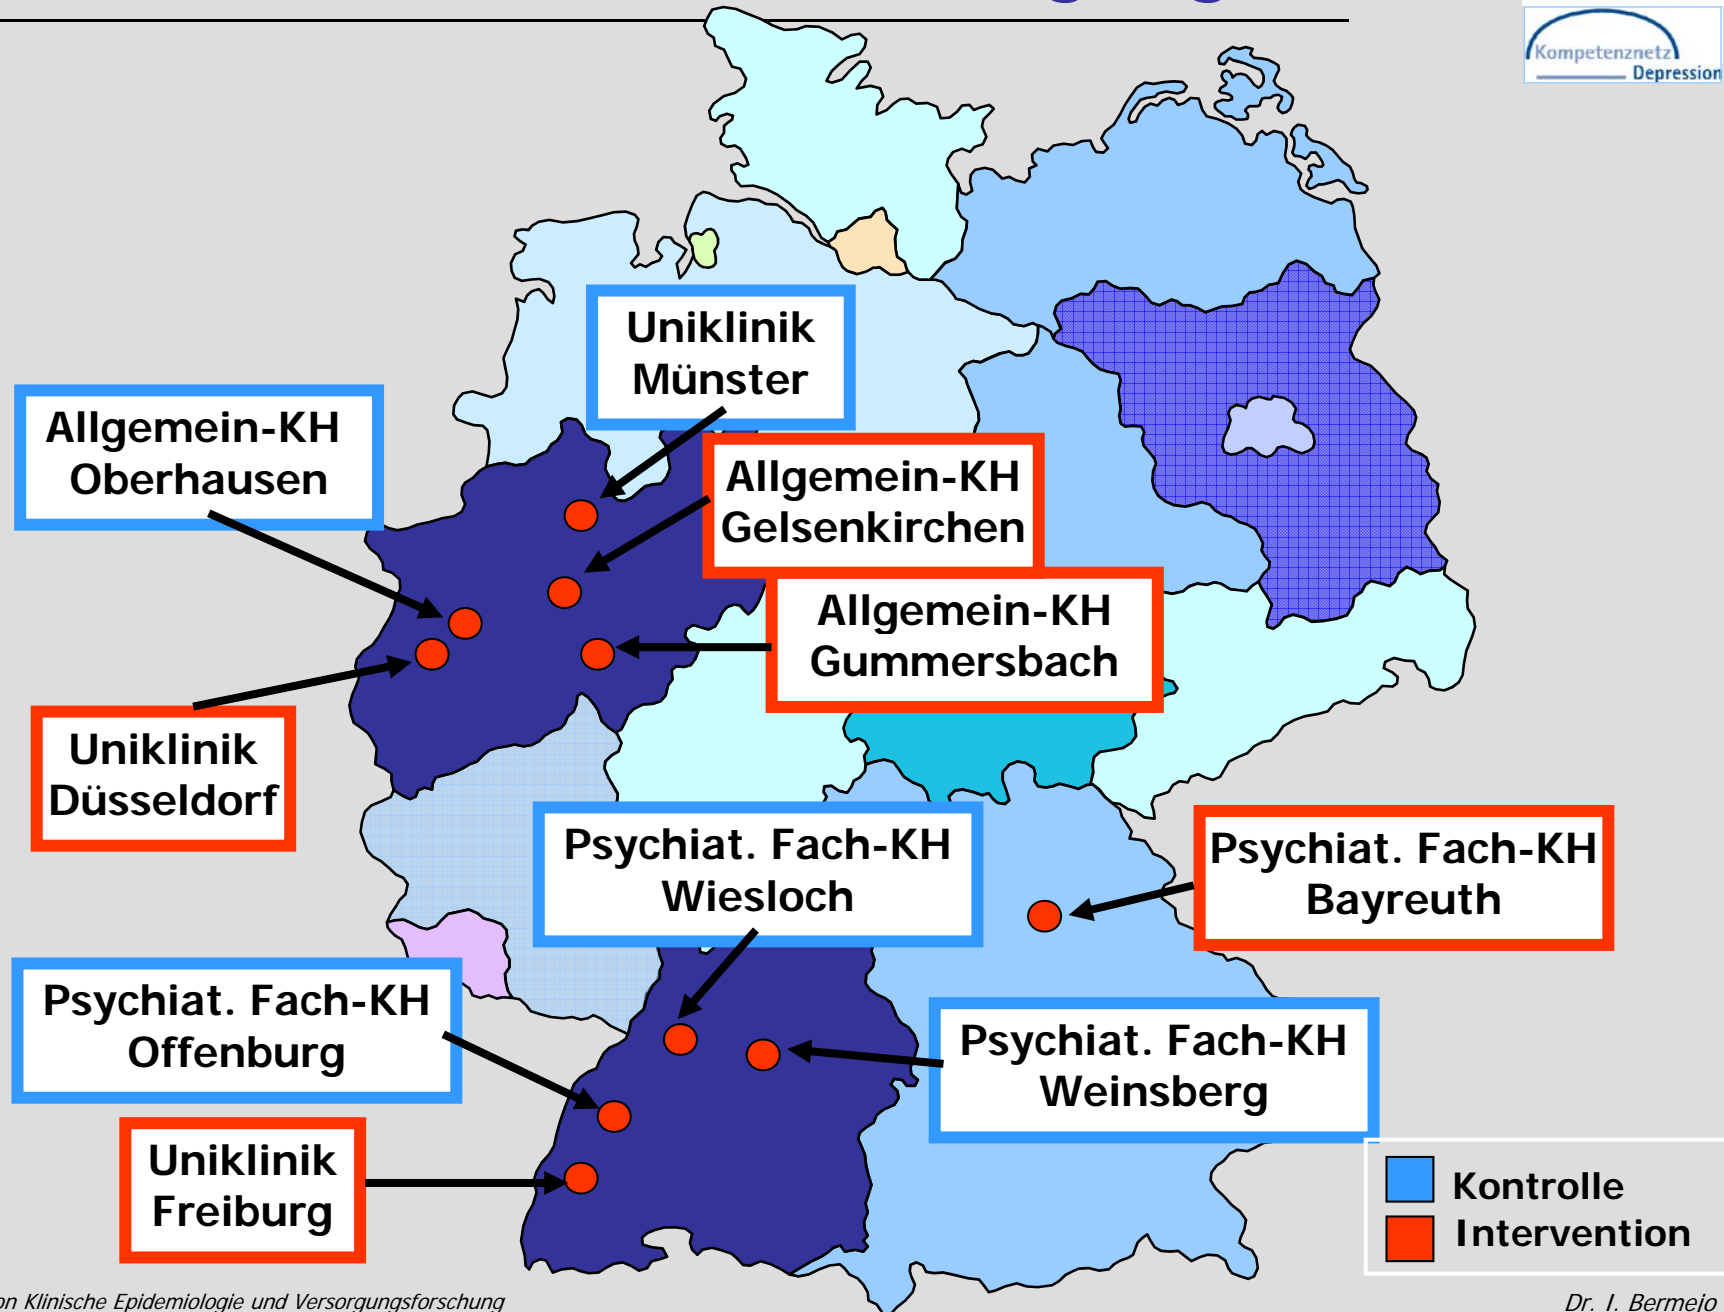 Kompetenznetz
Depression
Uniklinik
Münster
Allgemein-KH
Oberhausen
Allgemein-KH
Gelsenkirchen
Allgemein-KH
Gummersbach
Uniklinik
Düsseldorf
Psychiat. Fach-KH
Wiesloch
Psychiat. Fach-KH
Bayreuth
Psychiat. Fach-KH
Offenburg
Psychiat. Fach-KH
Weinsberg
Uniklinik
Freiburg
Kontrolle
Intervention
on Klinische Epidemiologie und Versorgungsforschung
Dr. I. Bermejo